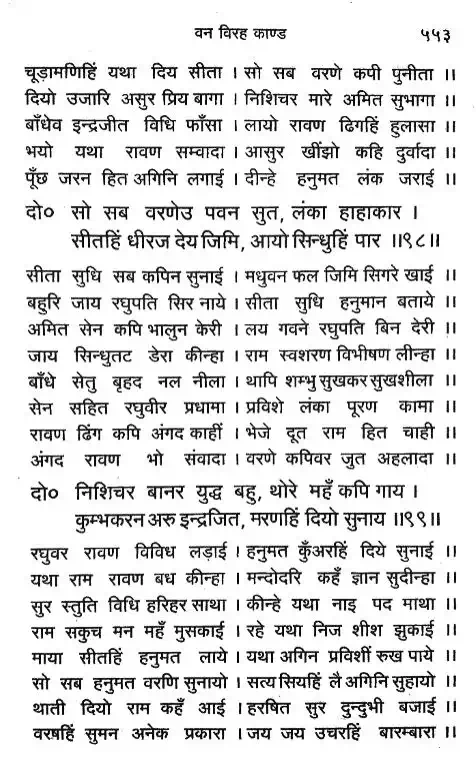 वन विरह काण्ड ५५३
चूड़ामणिहिं यथा दिय सीता । सो सब वरणे कपी पुनीता ॥
दियो उजारि असुर प्रिय बागा । निशिचर मारे अमित सुभागा ॥
बाँधेव इन्द्रजीत विधि फाँसा । लायो रावण ढिगहिं हुलासा ॥
भयो यथा रावण सम्वादा । आसुर खींझो कहि दुर्वादा ॥
पूँछ जरन हित अगिनि लगाई । दीन्हे हनुमत लंक जराई ॥
दो० सो सब वरणेउ पवन सुत, लंका हाहाकार ।
सीतहिं धीरज देय जिमि, आयो सिन्धुहिं पार ॥९८॥
सीता सुधि सब कपिन सुनाई । मधुवन फल जिमि सिगरे खाई ॥
बहुरि जाय रघुपति सिर नाये । सीता सुधि हनुमान बताये ॥
अमित सेन कपि भालुन केरी । लय गवने रघुपति बिन देरी ॥
जाय सिन्धुतट डेरा कीन्हा । राम स्वशरण विभीषण लीन्हा ॥
बाँधे सेतु बृहद नल नीला । थापि शम्भु सुखकर सुखशीला ॥
सेन सहित रघुवीर प्रधामा । प्रविशे लंका पूरण कामा ॥
रावण ढिंग कपि अंगद काहीं । भेजे दूत राम हित चाही ॥
अंगद रावण भो संवादा । वरणे कपिवर जुत अहलादा ॥
दो० निशिचर बानर युद्ध बहु, थोरे महँ कपि गाय ।
कुम्भकरन अरु इन्द्रजित, मरणहिं दियो सुनाय ॥९९॥
रघुवर रावण विविध लड़ाई । हनुमत कुँअरहिं दिये सुनाई ॥
यथा राम रावण बध कीन्हा । मन्दोदरि कहँ ज्ञान सुदीन्हा ॥
सुर स्तुति विधि हरिहर साथा । कीन्हे यथा नाइ पद माथा ॥
राम सकुच मन महँ मुसकाई । रहे यथा निज शीश झुकाई ॥
माया सीतहिं हनुमत लाये । यथा अगिन प्रविशीं रुख पाये ॥
सो सब हनुमत वरणि सुनायो । सत्य सियहिं लै अगिनि सुहायो ॥
थाती दियो राम कहँ आई । हरषित सुर दुन्दुभी बजाई ॥
वरषहिं सुमन अनेक प्रकारा । जय जय उचरहिं बारम्बारा ॥